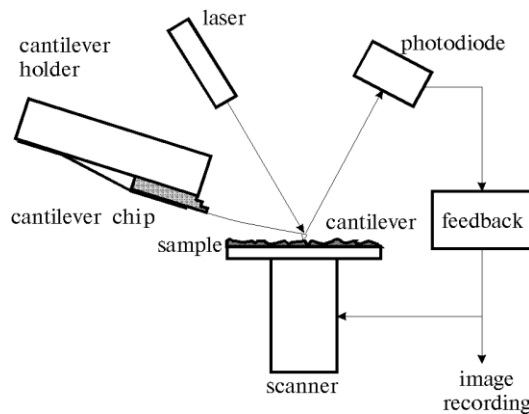 laser
cantilever
holder
photodiode
cantilever chip
cantilever
sample
feedback
scanner
image
recording